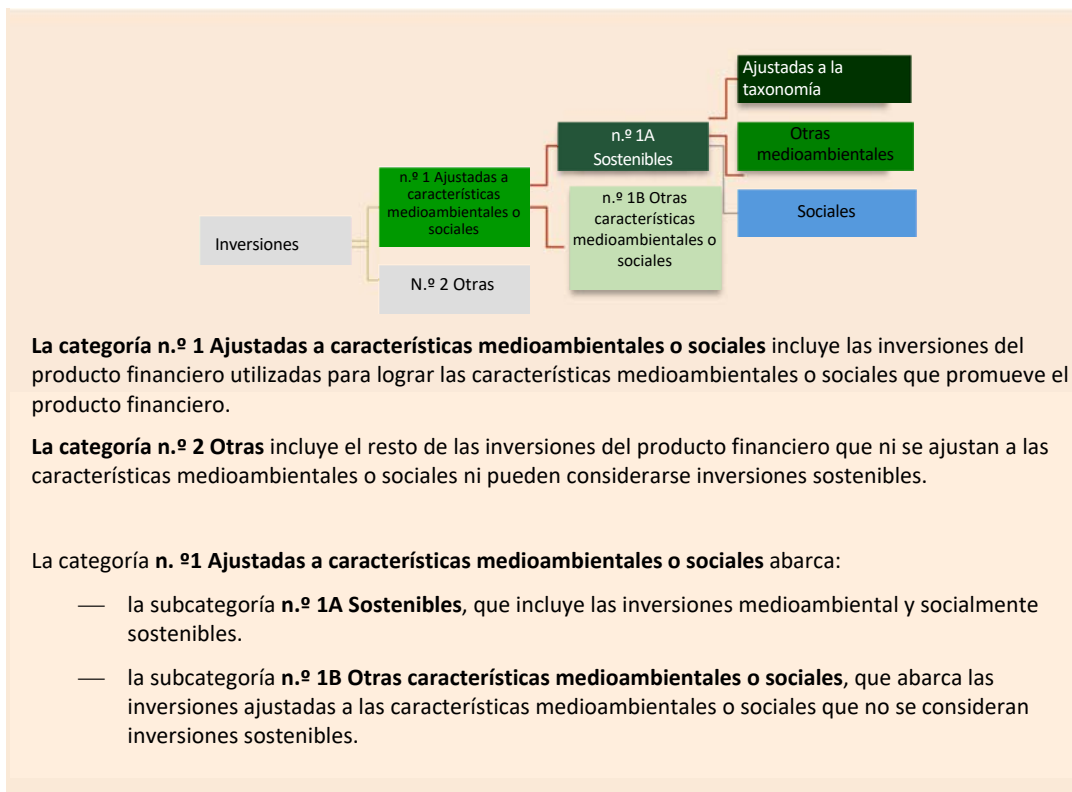 Ajustadas a la
taxonomía
n.º 1A
Sostenibles
Otras
medioambientales
n.º 1 Ajustadas a
características
medioambientales o
sociales
n.º 1B Otras
características
medioambientales o
sociales
Sociales
Inversiones
N.º 2 Otras
La categoría n.º 1 Ajustadas a características medioambientales o sociales incluye las inversiones del
producto financiero utilizadas para lograr las características medioambientales o sociales que promueve el
producto financiero.
La categoría n.º 2 Otras incluye el resto de las inversiones del producto financiero que ni se ajustan a las
características medioambientales o sociales ni pueden considerarse inversiones sostenibles.
La categoría n. º1 Ajustadas a características medioambientales o sociales abarca:
— la subcategoría n.º 1A Sostenibles, que incluye las inversiones medioambiental y socialmente
sostenibles.
— la subcategoría n.º 1B Otras características medioambientales o sociales, que abarca las
inversiones ajustadas a las características medioambientales o sociales que no se consideran
inversiones sostenibles.